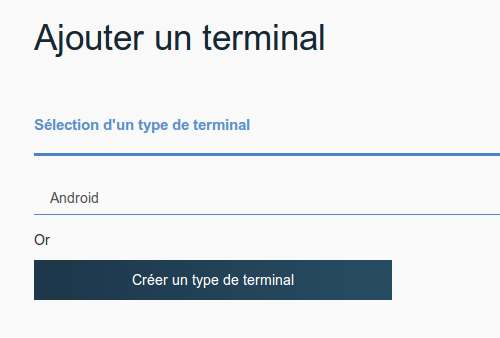 Ajouter un terminal
Sélection d'un type de terminal
Android
Or
Créer un type de terminal